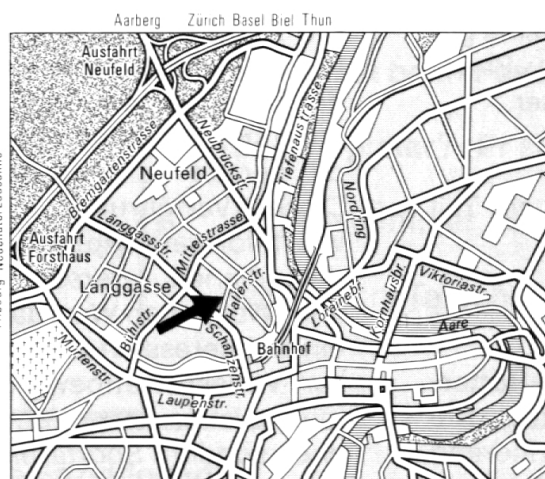 Aarberg Zürich Basel Biel Thun
Ausfahrt
Neufeld
Bremgartenstrasse
Neubrückstr.
Tiefenaustrasse
Neufeld
Nordring
Länggassstr.
Mittelstrasse
Ausfahrt
Forsthaus
Länggasse
Hallerstr.
Viktoriastr.
Lorrainebr.
Kornhausbr.
Aare
Bühlstr.
Schanzenstr.
Bahnhof
Murtenstr.
Laupenstr.